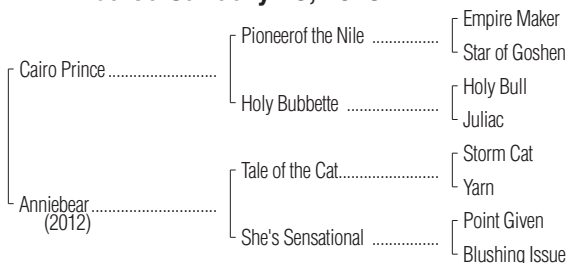 Empire Maker
Pioneerof the Nile ..................
Star of Goshen
Cairo Prince .............................
Holy Bull
Holy Bubbette .........................
Juliac
Storm Cat
Tale of the Cat...........................
Yarn
Anniebear..................................
(2012)
Point Given
She's Sensational ..................
Blushing Issue